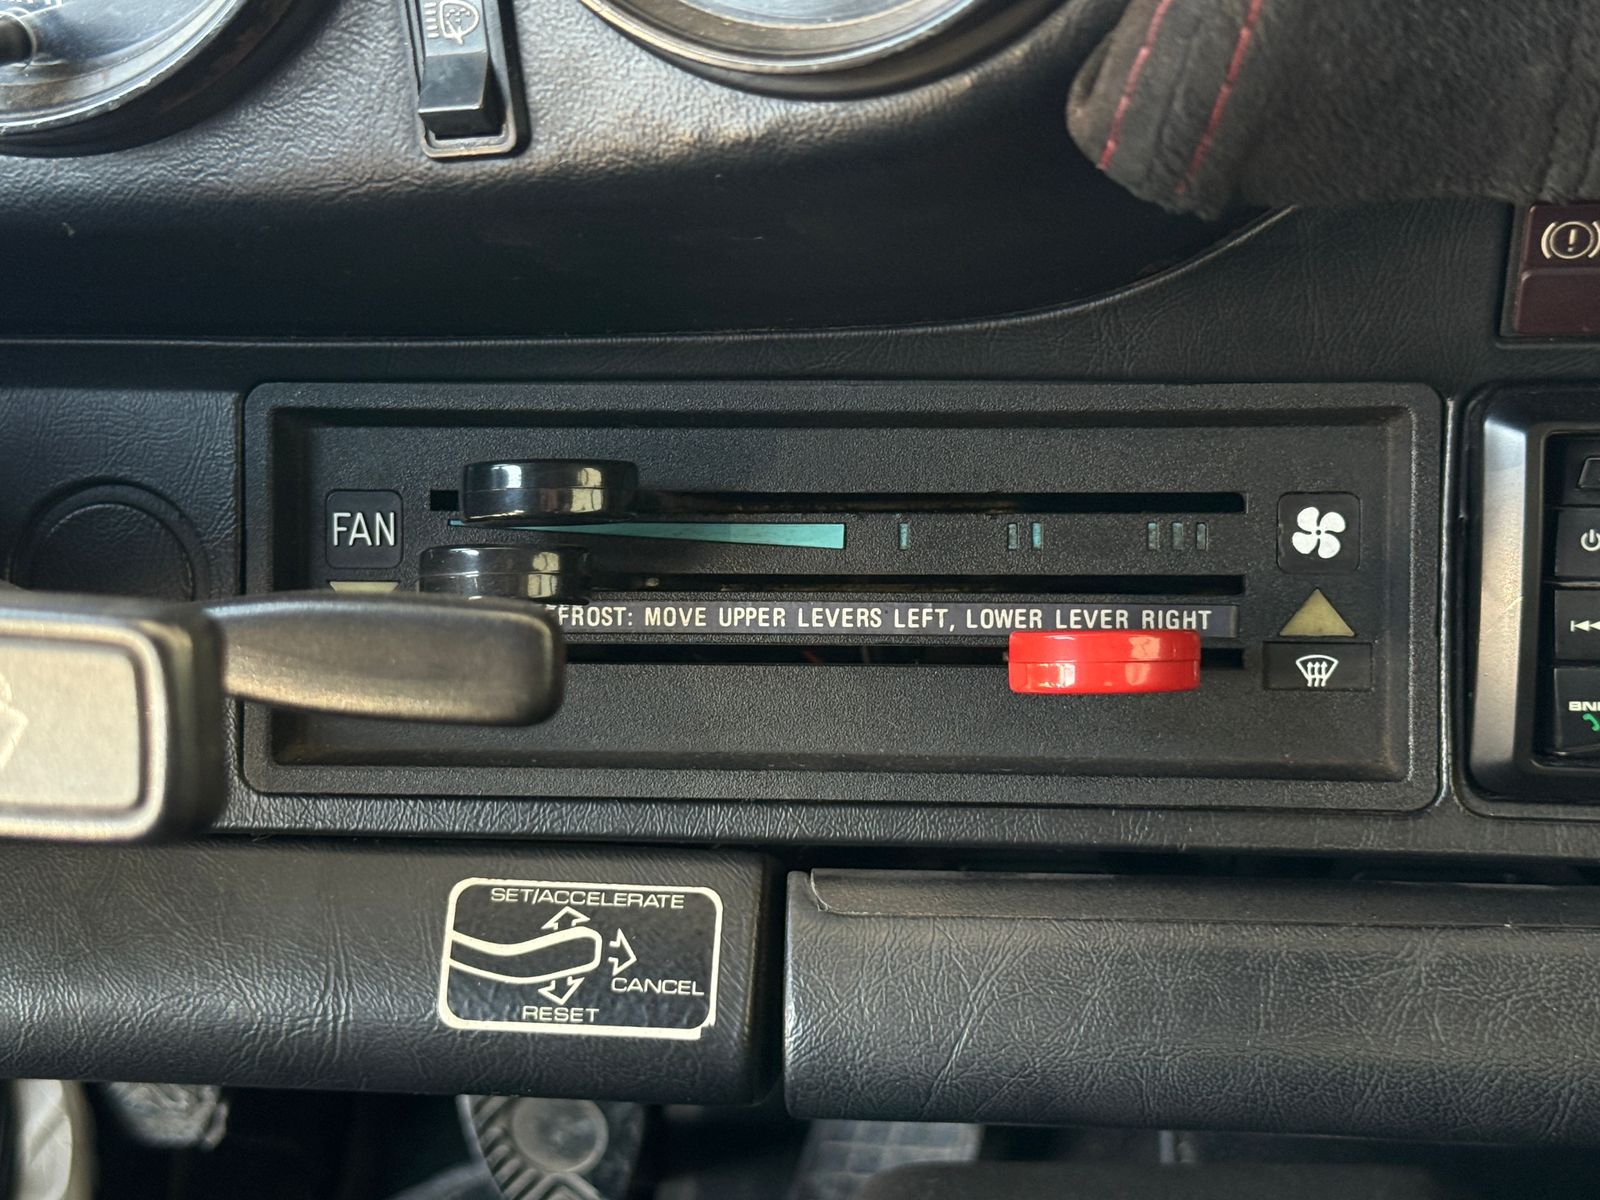 FAN
FROST: MOVE UPPER LEVERS LEFT, LOWER LEVER RIGHT
SET/ACCELERATE
CANCEL
RESET